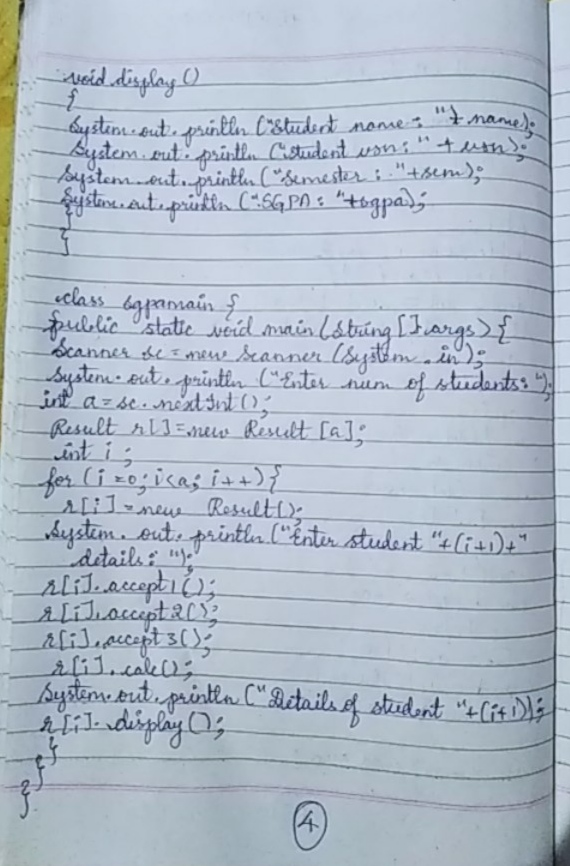 void display ()
{
System.out.println ("Student name: "+ name);
System.out.println ("Student usn: " + usn);
System.out.println ("Semester : "+sem);
System.out.println ("SGPA: "+sgpa);
}
}
class sgpamain {
public static void main (String [] args) {
Scanner sc = new Scanner (System.in);
System.out.println ("Enter num of students: ");
int a = sc.nextInt ();
Result r[] = new Result [a];
int i ;
for (i =0; i<a; i++) {
r[i] = new Result();
System.out.println ("Enter student "+(i+1)+"
details: ");
r[i].accept1();
r[i].accept2();
r[i].accept3();
r[i].calc();
System.out.println ("Details of student "+(i+1));
r[i].display ();
}
}
}
4